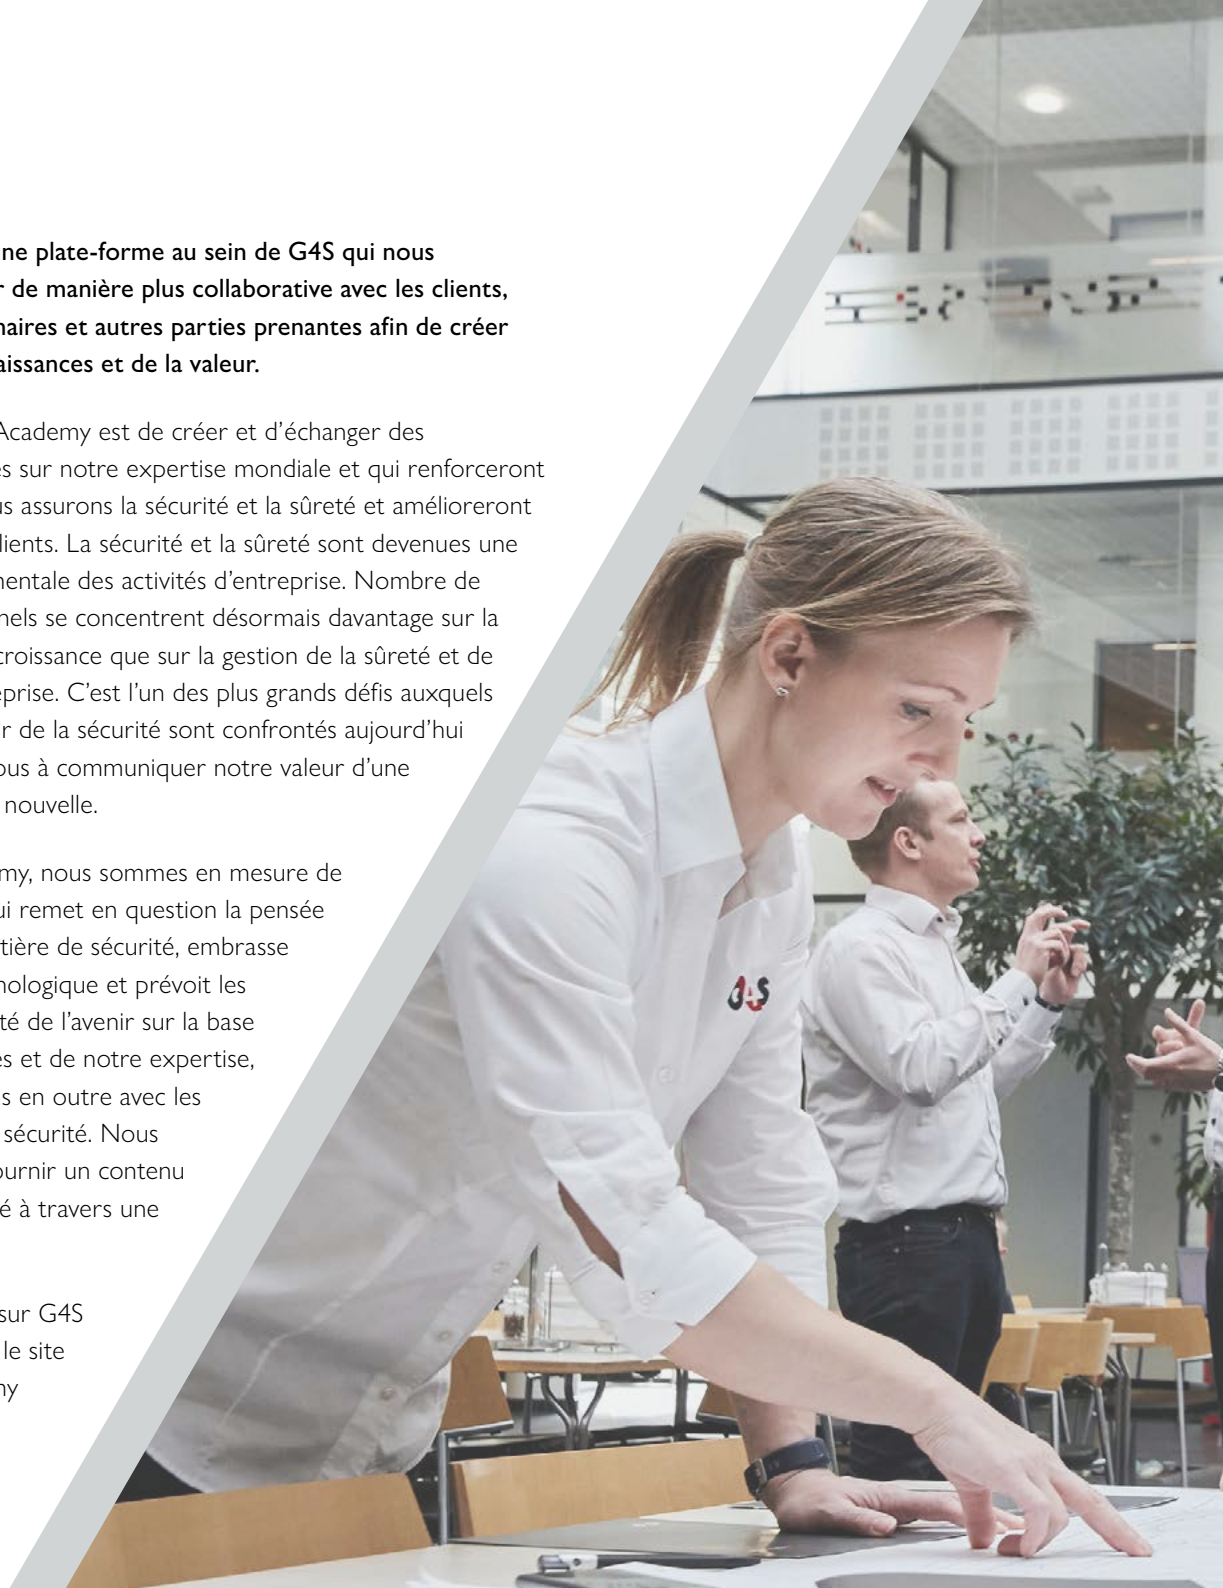 ne plate-forme au sein de G4S qui nous
r de manière plus collaborative avec les clients,
naires et autres parties prenantes afin de créer
aissances et de la valeur.
Academy est de créer et d’échanger des
es sur notre expertise mondiale et qui renforceront
us assurons la sécurité et la sûreté et amélioreront
lients. La sécurité et la sûreté sont devenues une
nentale des activités d’entreprise. Nombre de
nels se concentrent désormais davantage sur la
croissance que sur la gestion de la sûreté et de
eprise. C’est l’un des plus grands défis auxquels
r de la sécurité sont confrontés aujourd’hui
ous à communiquer notre valeur d’une
nouvelle.
my, nous sommes en mesure de
ui remet en question la pensée
tière de sécurité, embrasse
nologique et prévoit les
té de l’avenir sur la base
es et de notre expertise,
s en outre avec les
sécurité. Nous
ournir un contenu
é à travers une
sur G4S
le site
ny
G4S